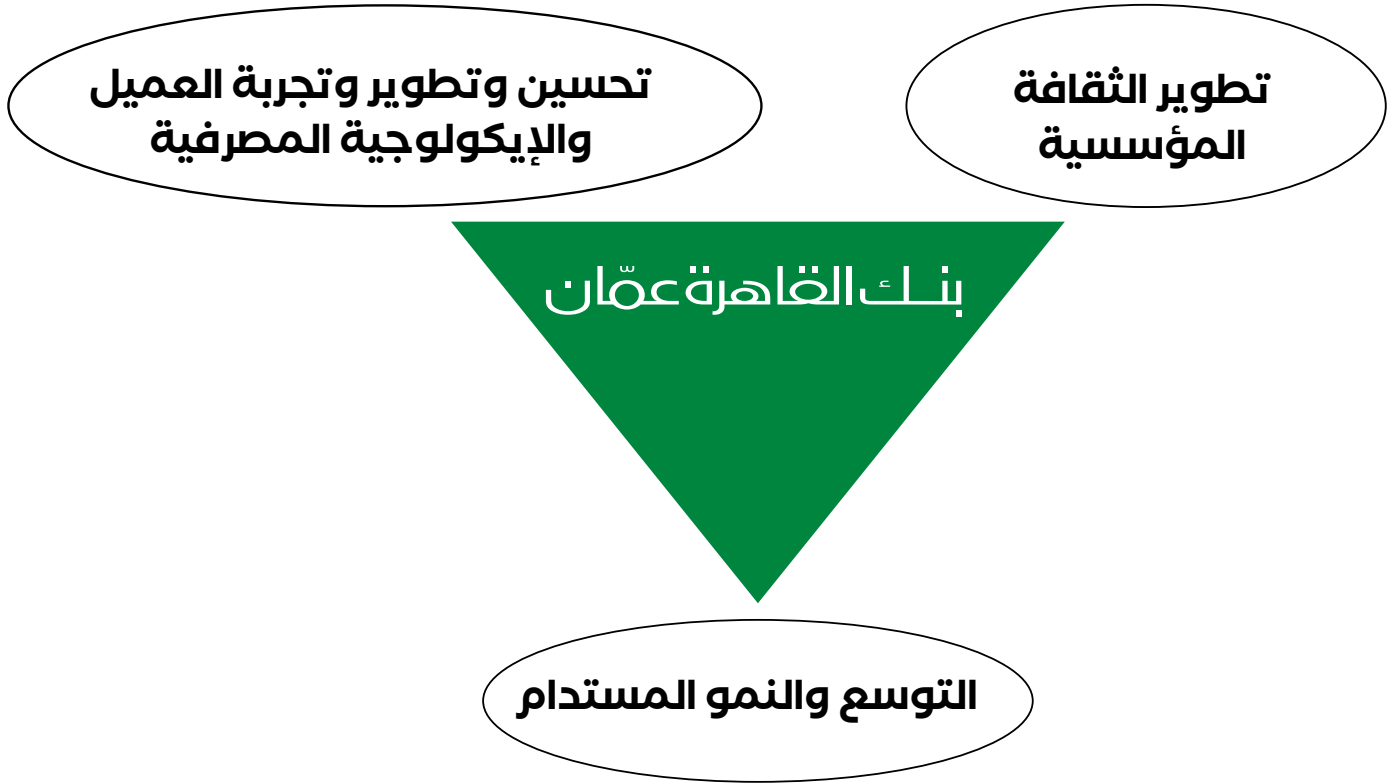 تطوير الثقافة
المؤسسية
تحسين وتطوير وتجربة العميل
والإيكولوجية المصرفية
بنك القاهرة عمّان
التوسع والنمو المستدام